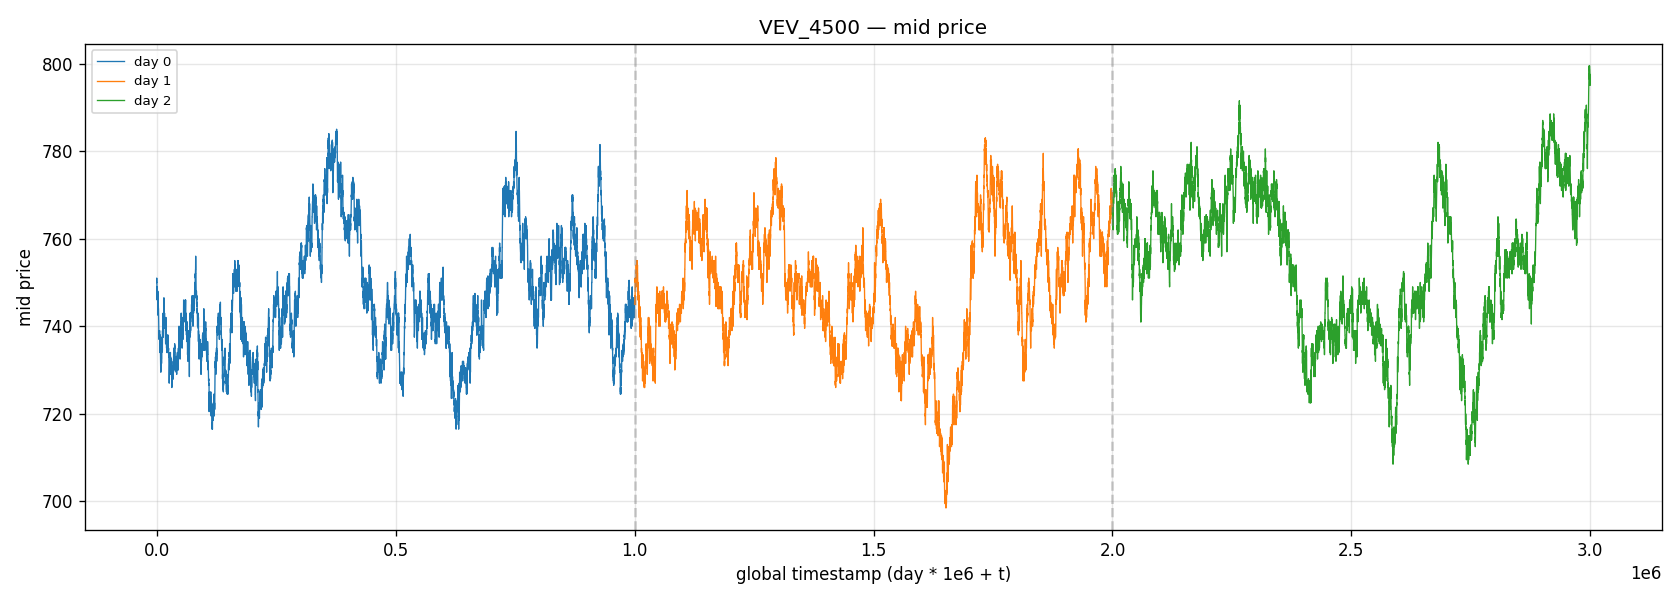 VEV_4500 — mid price
day 0
day 1
day 2
mid price
800
780
760
740
720
700
0.0 0.5 1.0 1.5 2.0 2.5 3.0
1e6
global timestamp (day * 1e6 + t)